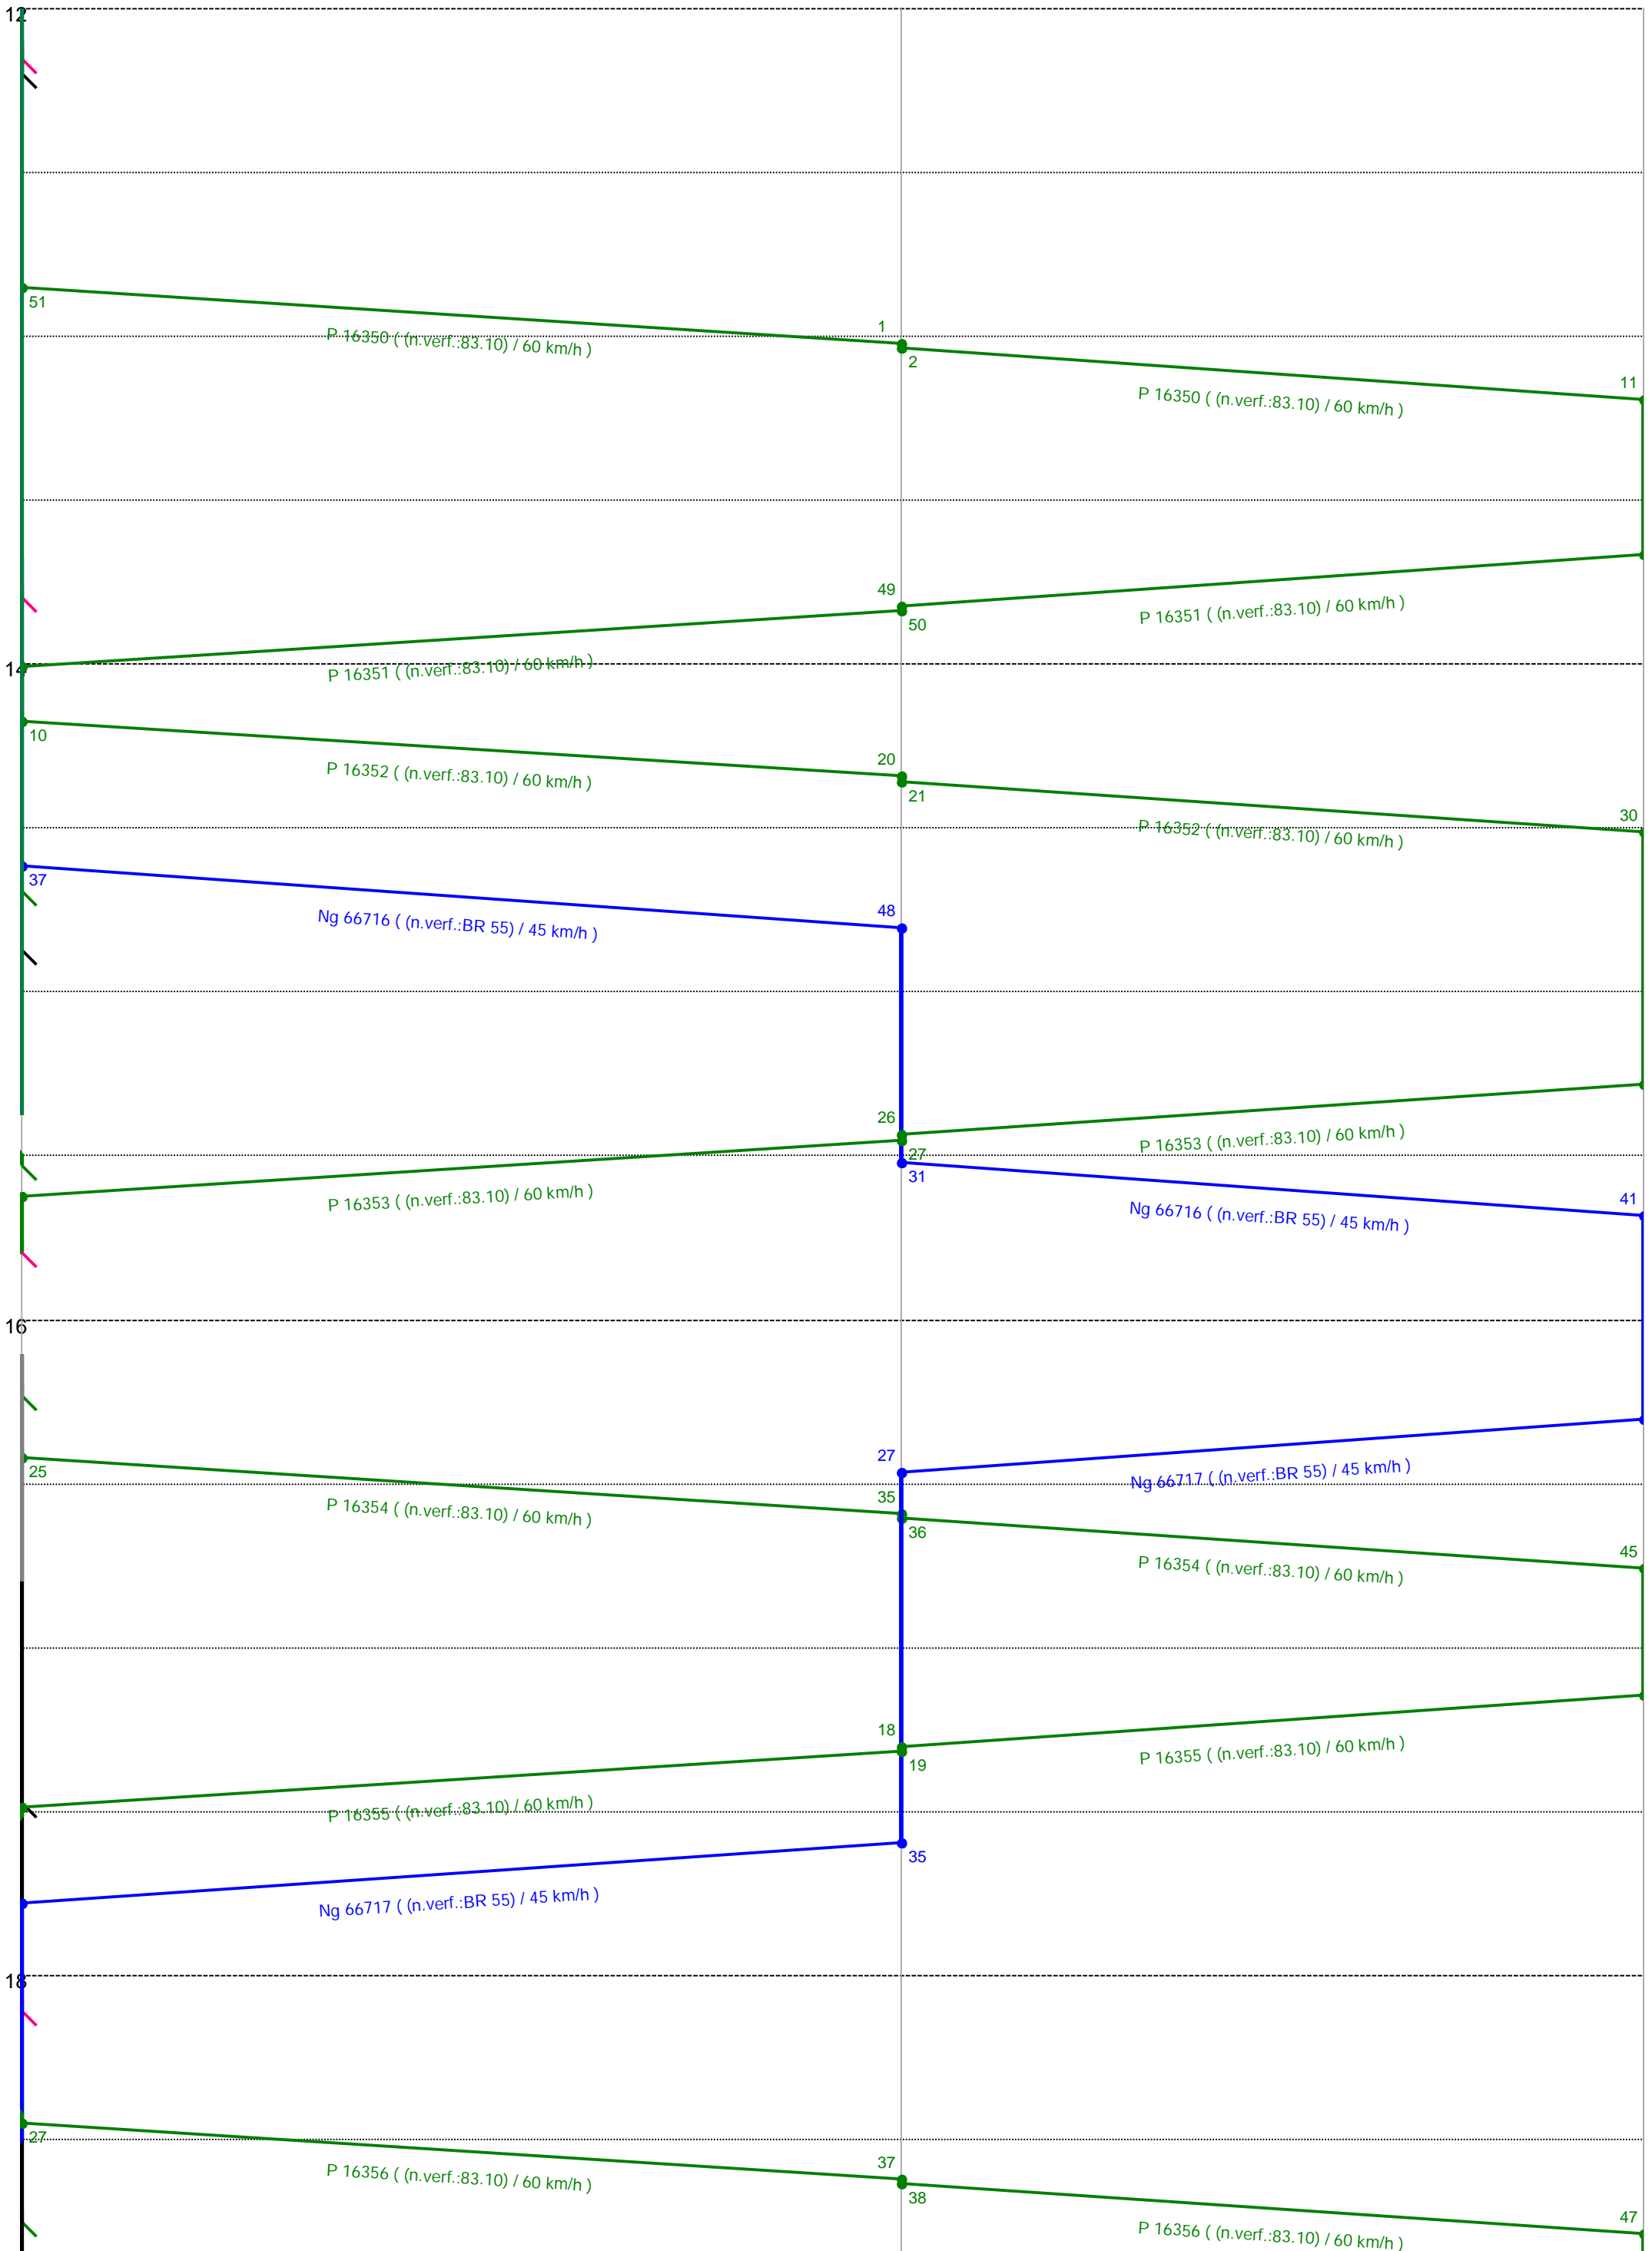 12
51
P 16350 ( (n.verf.:83.10) / 60 km/h )
1
2
P 16350 ( (n.verf.:83.10) / 60 km/h )
11
49
50
P 16351 ( (n.verf.:83.10) / 60 km/h )
14
P 16351 ( (n.verf.:83.10) / 60 km/h )
10
P 16352 ( (n.verf.:83.10) / 60 km/h )
20
21
P 16352 ( (n.verf.:83.10) / 60 km/h )
30
37
Ng 66716 ( (n.verf.:BR 55) / 45 km/h )
48
26
27
P 16353 ( (n.verf.:83.10) / 60 km/h )
P 16353 ( (n.verf.:83.10) / 60 km/h )
31
Ng 66716 ( (n.verf.:BR 55) / 45 km/h )
41
16
27
Ng 66717 ( (n.verf.:BR 55) / 45 km/h )
25
P 16354 ( (n.verf.:83.10) / 60 km/h )
35
36
P 16354 ( (n.verf.:83.10) / 60 km/h )
45
18
19
P 16355 ( (n.verf.:83.10) / 60 km/h )
P 16355 ( (n.verf.:83.10) / 60 km/h )
35
Ng 66717 ( (n.verf.:BR 55) / 45 km/h )
18
27
P 16356 ( (n.verf.:83.10) / 60 km/h )
37
38
P 16356 ( (n.verf.:83.10) / 60 km/h )
47